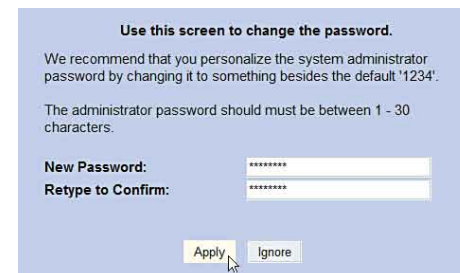 Use this screen to change the password.
We recommend that you personalize the system administrator
password by changing it to something besides the default '1234'.
The administrator password should must be between 1 - 30
characters.
New Password: ********
Retype to Confirm: ********
Apply Ignore